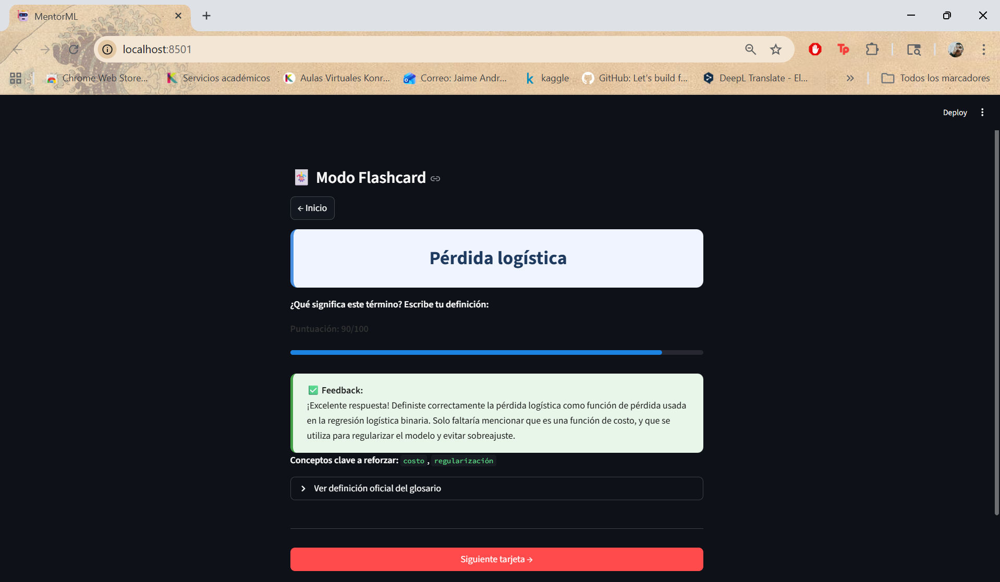 MentorML
localhost:8501
Chrome Web Store... Servicios académicos Aulas Virtuales Konr... Correo: Jaime Andr... kaggle GitHub: Let's build f... DeepL Translate - El... Todos los marcadores
Deploy
Modo Flashcard
← Inicio
Pérdida logística
¿Qué significa este término? Escribe tu definición:
Puntuación: 90/100
Feedback:
¡Excelente respuesta! Definiste correctamente la pérdida logística como función de pérdida usada
en la regresión logística binaria. Solo faltaría mencionar que es una función de costo, y que se
utiliza para regularizar el modelo y evitar sobreajuste.
Conceptos clave a reforzar: costo , regularización
Ver definición oficial del glosario
Siguiente tarjeta →